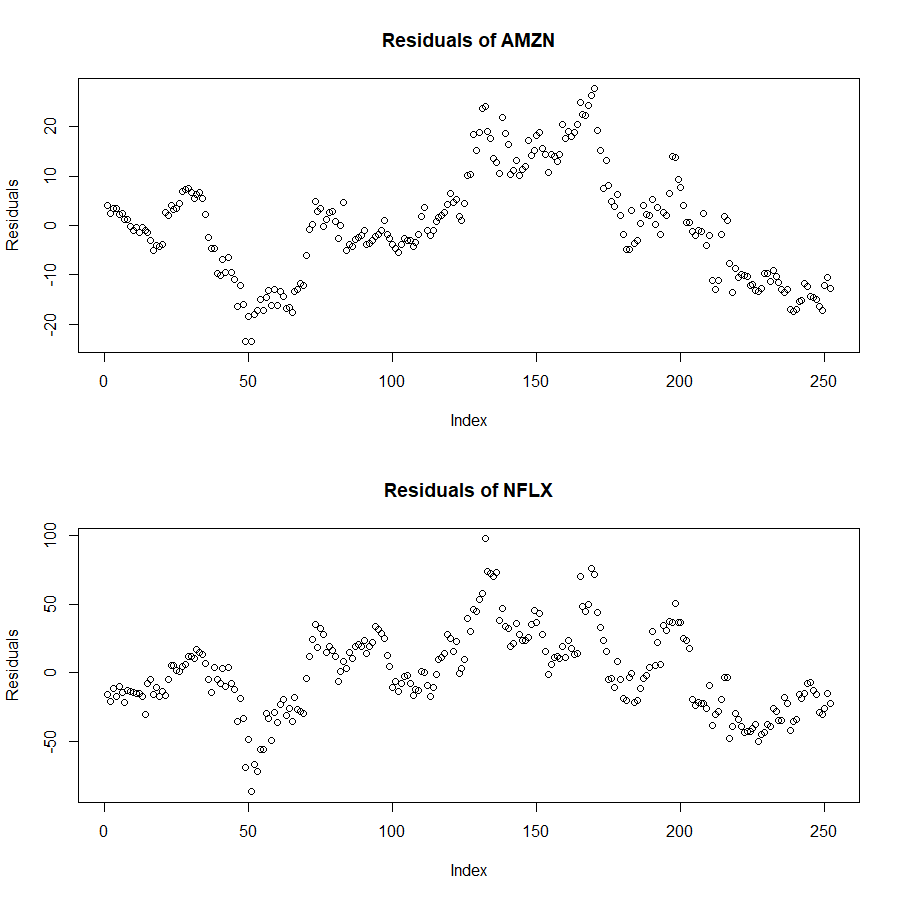 Residuals of AMZN
20
10
0
-10
-20
Residuals
0 50 100 150 200 250
Index
Residuals of NFLX
100
50
0
-50
Residuals
0 50 100 150 200 250
Index